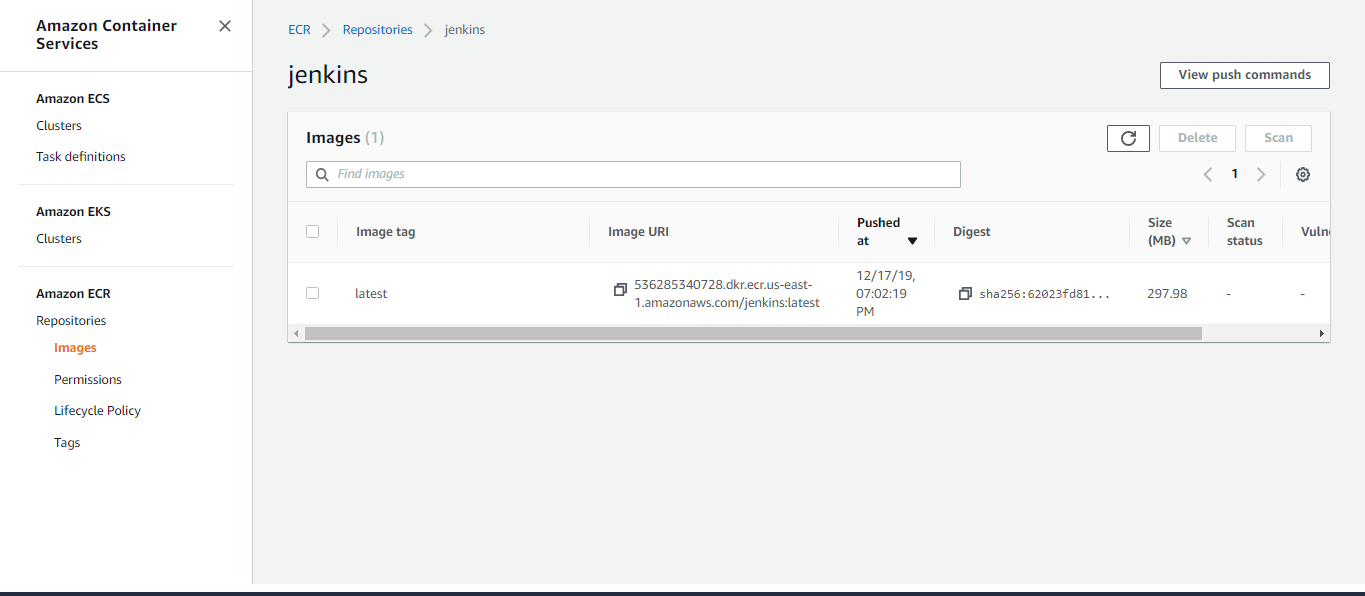 Amazon Container
Services
Amazon ECS
Clusters
Task definitions
Amazon EKS
Clusters
Amazon ECR
Repositories
Images
Permissions
Lifecycle Policy
Tags
ECR Repositories jenkins
jenkins
View push commands
Images (1)
Delete
Scan
Find images
1
Image tag
Image URI
Pushed
at
Digest
Size
(MB)
Scan
status
Vulne
latest
536285340728.dkr.ecr.us-east-
1.amazonaws.com/jenkins:latest
12/17/19,
07:02:19
PM
sha256:62023fd81...
297.98
-
-